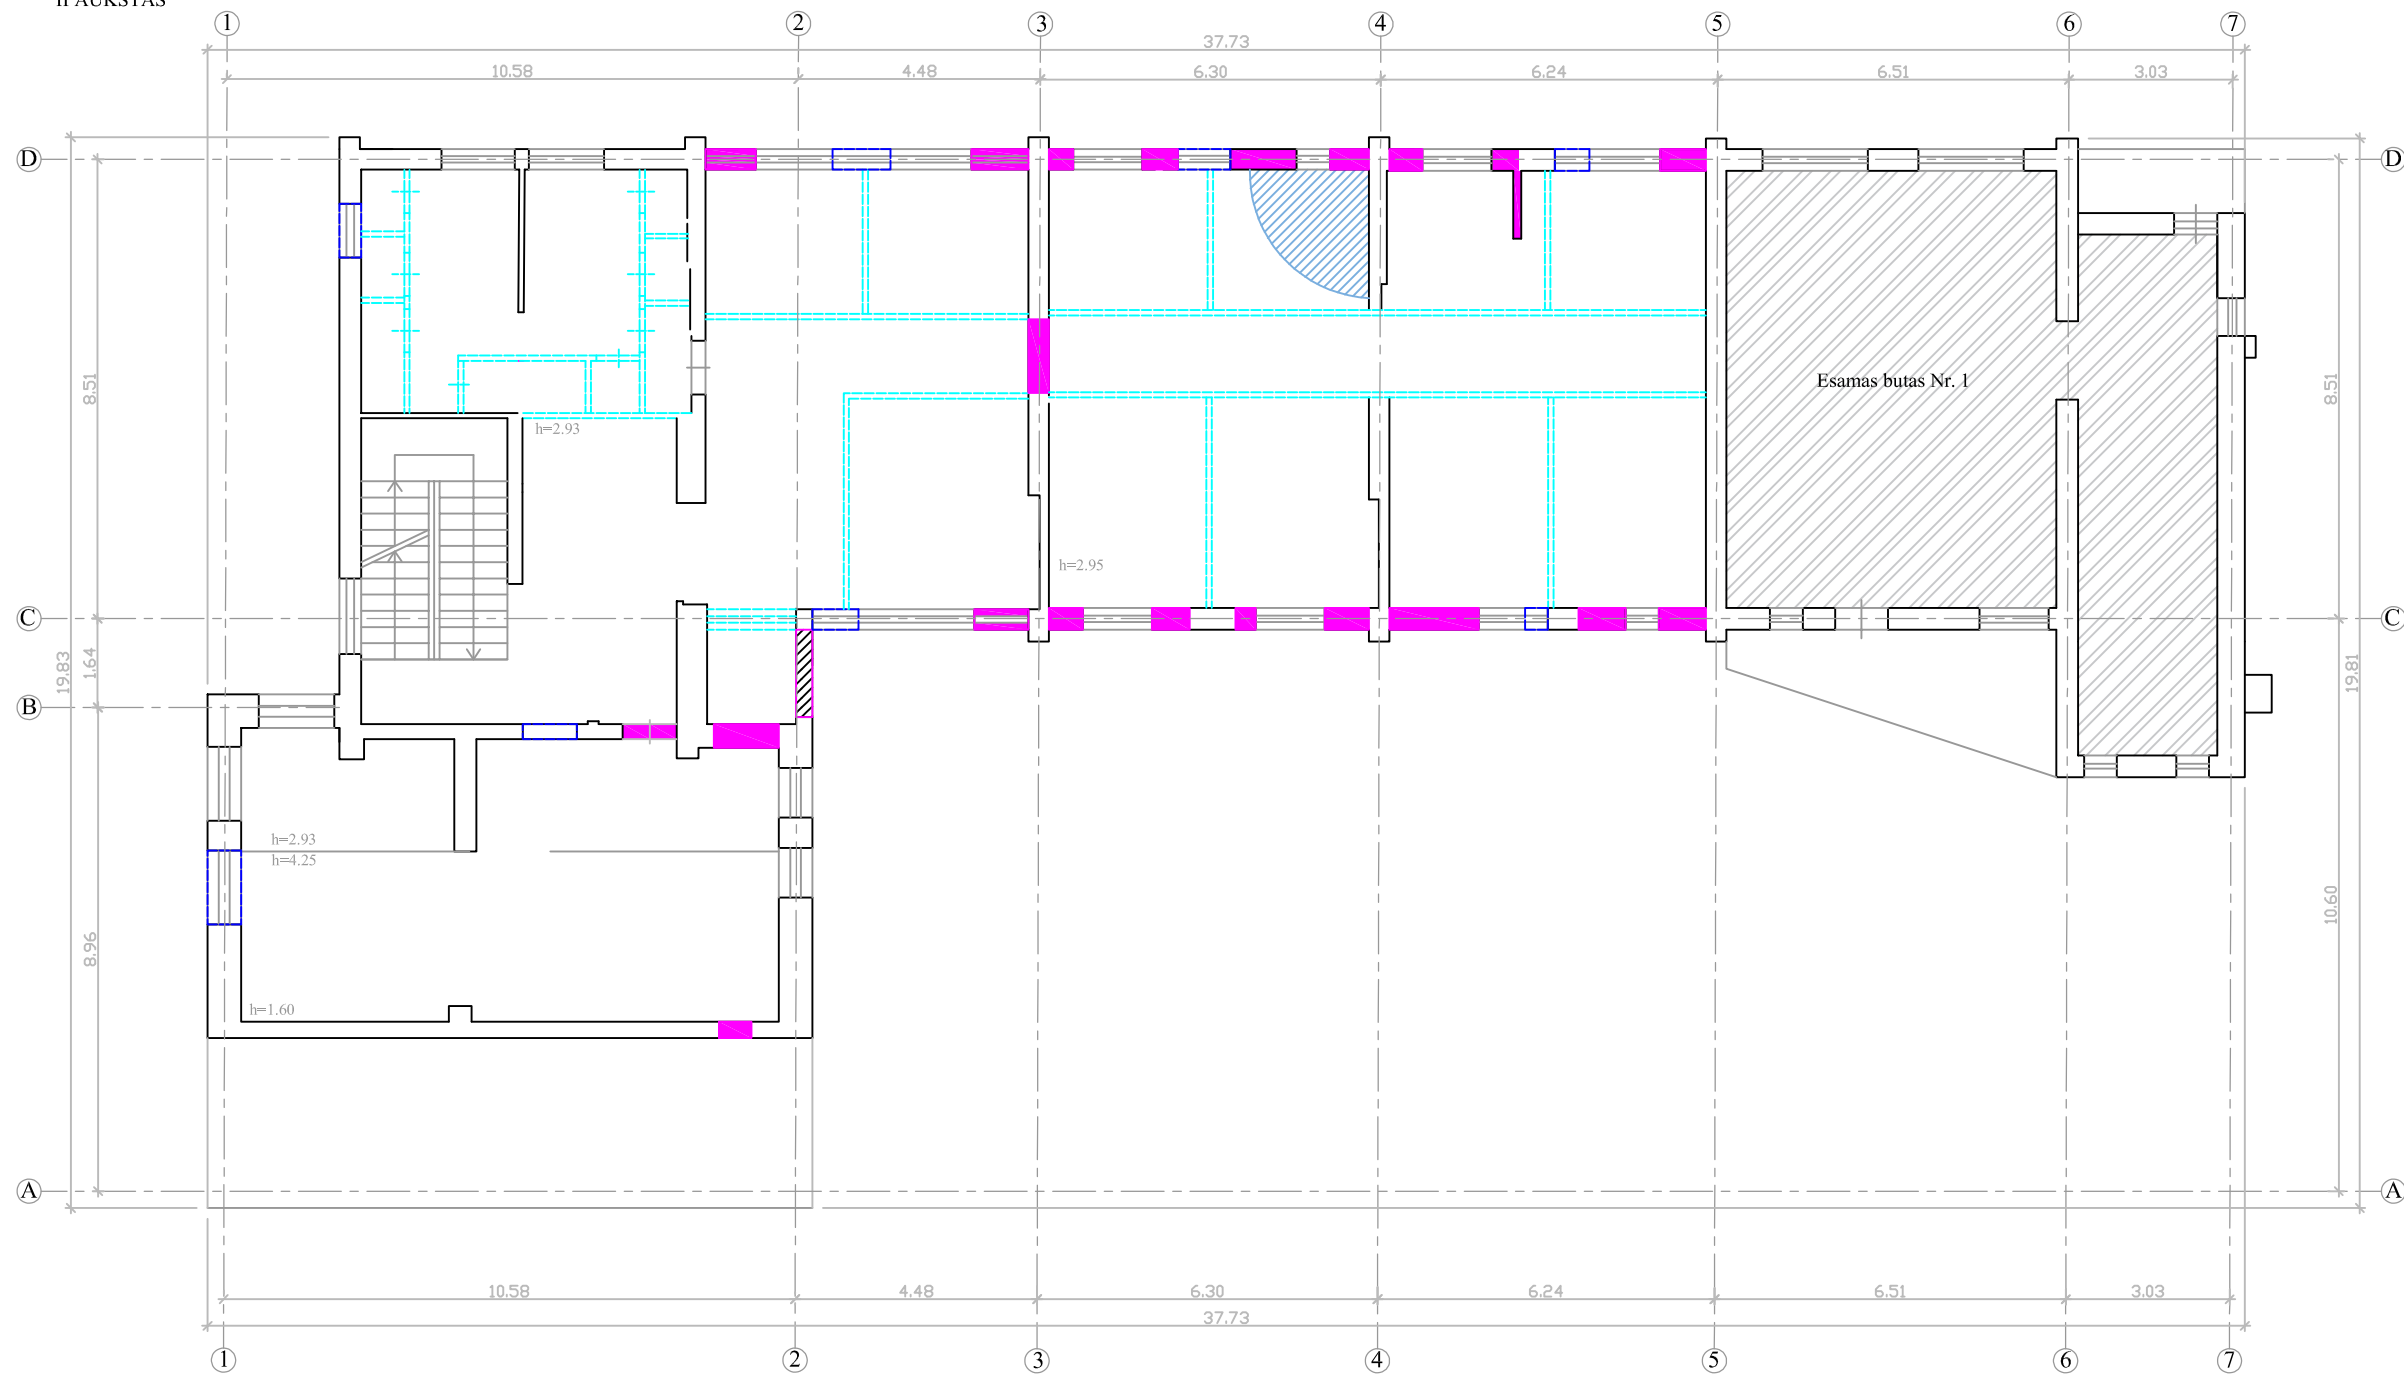 II AUKŠTAS
1 2 3 4 5 6 7
37.73
10.58 4.48 6.30 6.24 6.51 3.03
D D
8.51 Esamas butas Nr. 1 8.51
h=2.93
h=2.95
C C
19.83 1.64 19.81
B
h=2.93
h=4.25
8.96 10.60
h=1.60
A A
10.58 4.48 6.30 6.24 6.51 3.03
37.73
1 2 3 4 5 6 7